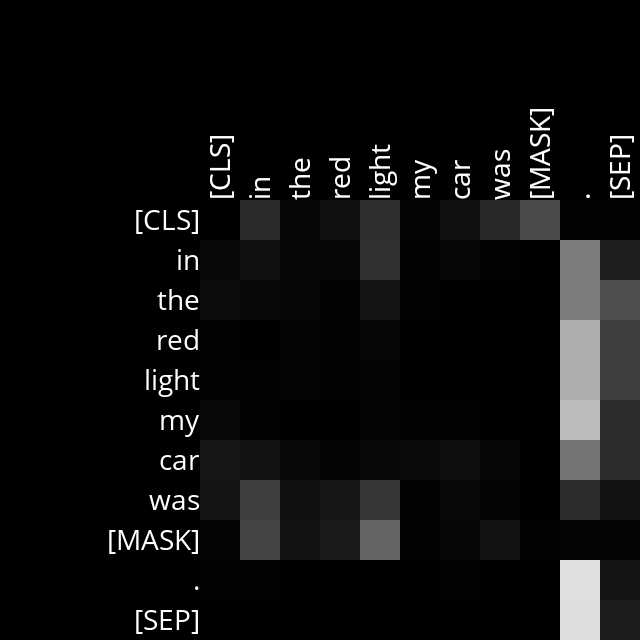 [CLS] in the red light my car was [MASK] . [SEP]
[CLS]
in
the
red
light
my
car
was
[MASK]
.
[SEP]